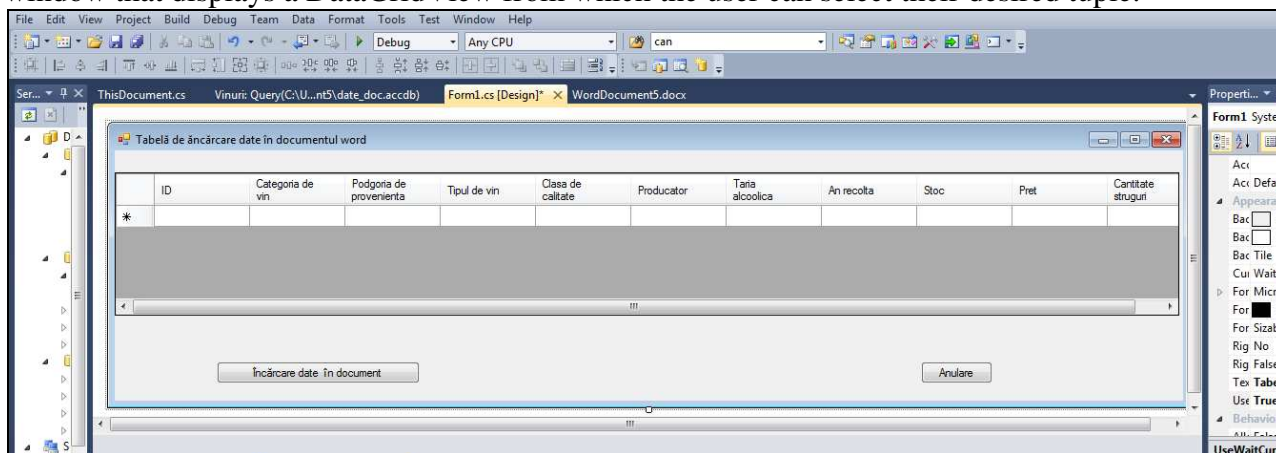 window that displays a DataGridView from which the user can select their desired tuple.
File Edit View Project Build Debug Team Data Format Tools Test Window Help
Debug Any CPU can
Ser... ThisDocument.cs Vinuri: Query(C:\U...nt5\date_doc.accdb) Form1.cs [Design]* WordDocument5.docx Properti...
Form1 Syste
Tabelă de ăncărcare date în documentul word
ID Categoria de vin Podgoria de provenienta Tipul de vin Clasa de calitate Producator Taria alcoolica An recolta Stoc Pret Cantitate struguri
Încărcare date în document Anulare
D
S
Acc
Acc Defa
Appeara
Bac
Bac
Bac Tile
Cur Wait
For Micr
For
For Sizab
Rig No
Rig False
Tex Tabe
Use True
Behavio
UseWaitCur